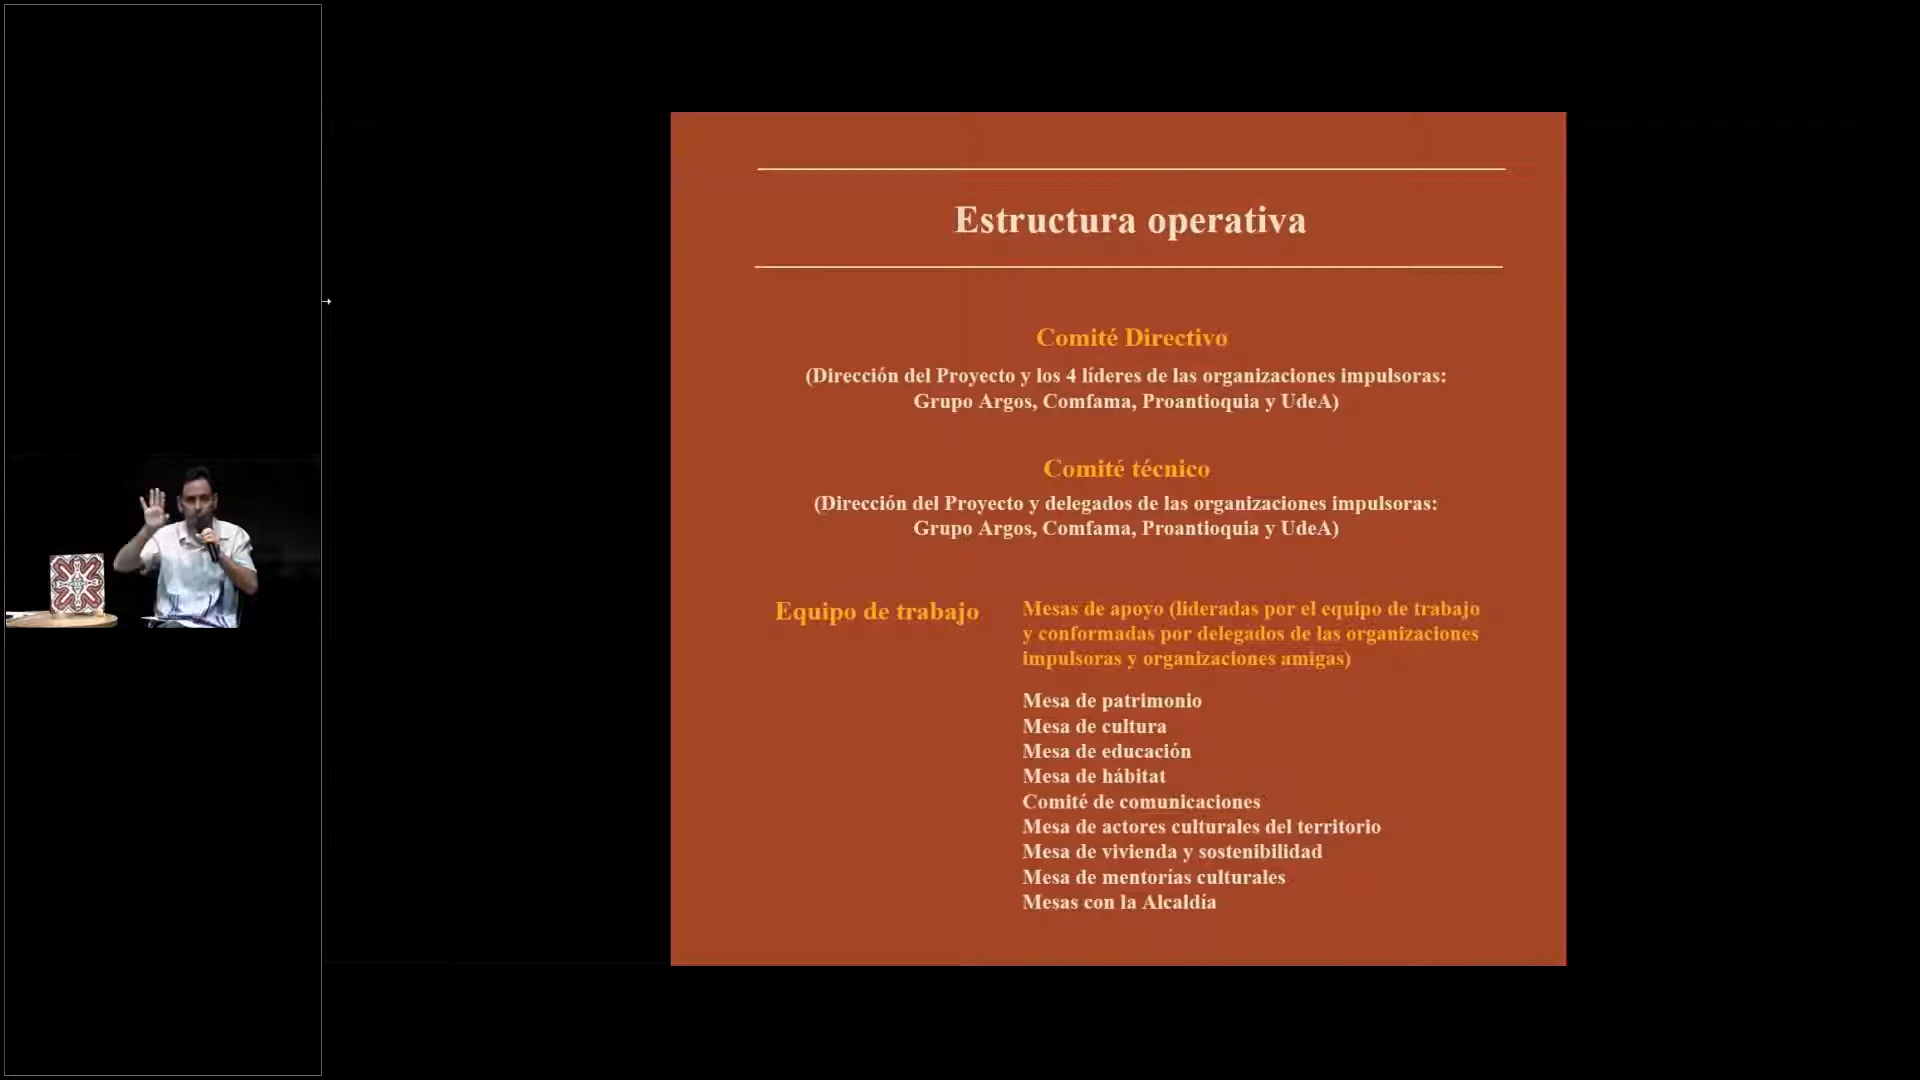 Estructura operativa
Comité Directivo
(Dirección del Proyecto y los 4 líderes de las organizaciones impulsoras:
Grupo Argos, Comfama, Proantioquia y UdeA)
Comité técnico
(Dirección del Proyecto y delegados de las organizaciones impulsoras:
Grupo Argos, Comfama, Proantioquia y UdeA)
Equipo de trabajo
Mesas de apoyo (lideradas por el equipo de trabajo
y conformadas por delegados de las organizaciones
impulsoras y organizaciones amigas)
Mesa de patrimonio
Mesa de cultura
Mesa de educación
Mesa de hábitat
Comité de comunicaciones
Mesa de actores culturales del territorio
Mesa de vivienda y sostenibilidad
Mesa de mentorías culturales
Mesas con la Alcaldía